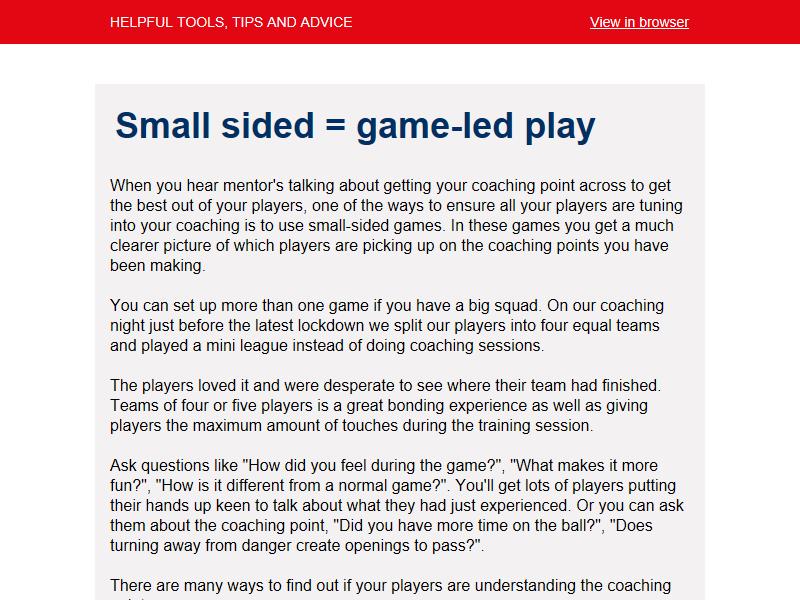 HELPFUL TOOLS, TIPS AND ADVICE
View in browser
Small sided = game-led play
When you hear mentor's talking about getting your coaching point across to get
the best out of your players, one of the ways to ensure all your players are tuning
into your coaching is to use small-sided games. In these games you get a much
clearer picture of which players are picking up on the coaching points you have
been making.
You can set up more than one game if you have a big squad. On our coaching
night just before the latest lockdown we split our players into four equal teams
and played a mini league instead of doing coaching sessions.
The players loved it and were desperate to see where their team had finished.
Teams of four or five players is a great bonding experience as well as giving
players the maximum amount of touches during the training session.
Ask questions like "How did you feel during the game?", "What makes it more
fun?", "How is it different from a normal game?". You'll get lots of players putting
their hands up keen to talk about what they had just experienced. Or you can ask
them about the coaching point, "Did you have more time on the ball?", "Does
turning away from danger create openings to pass?".
There are many ways to find out if your players are understanding the coaching